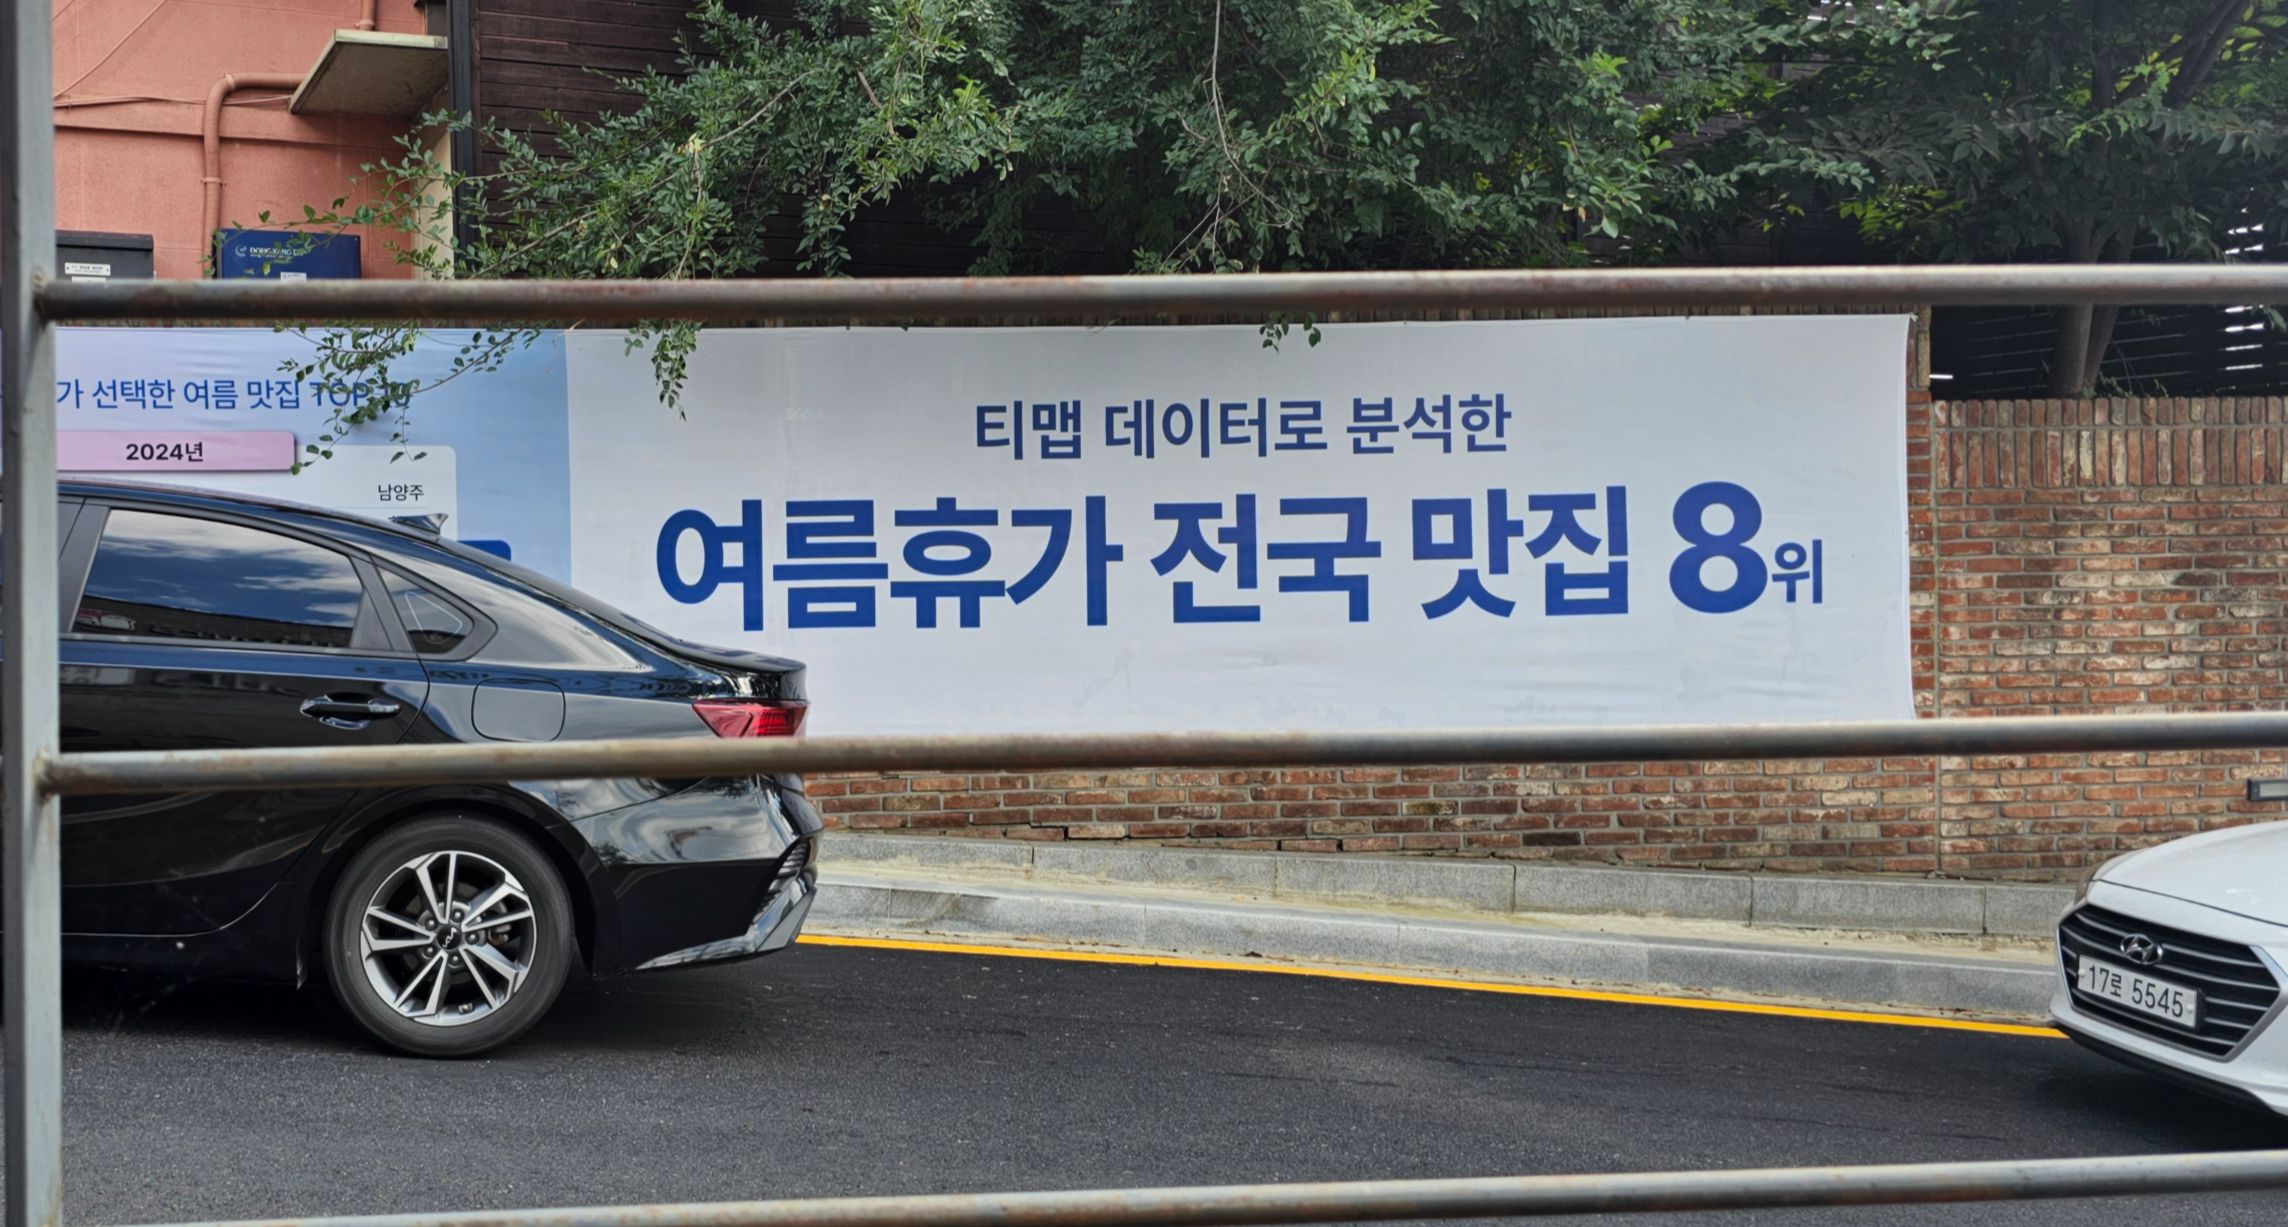 가 선택한 여름 맛집 TOP 10
2024년
남양주
티맵 데이터로 분석한
여름휴가 전국 맛집 8위
17로 5545